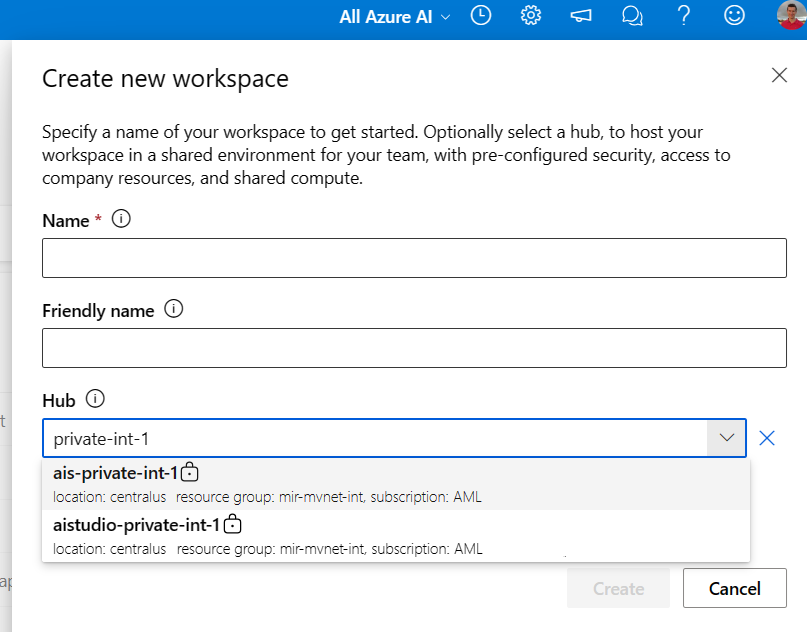 All Azure AI
Create new workspace
Specify a name of your workspace to get started. Optionally select a hub, to host your
workspace in a shared environment for your team, with pre-configured security, access to
company resources, and shared compute.
Name *
Friendly name
Hub
private-int-1
ais-private-int-1
location: centralus resource group: mir-mvnet-int, subscription: AML
aistudio-private-int-1
location: centralus resource group: mir-mvnet-int, subscription: AML
Create Cancel